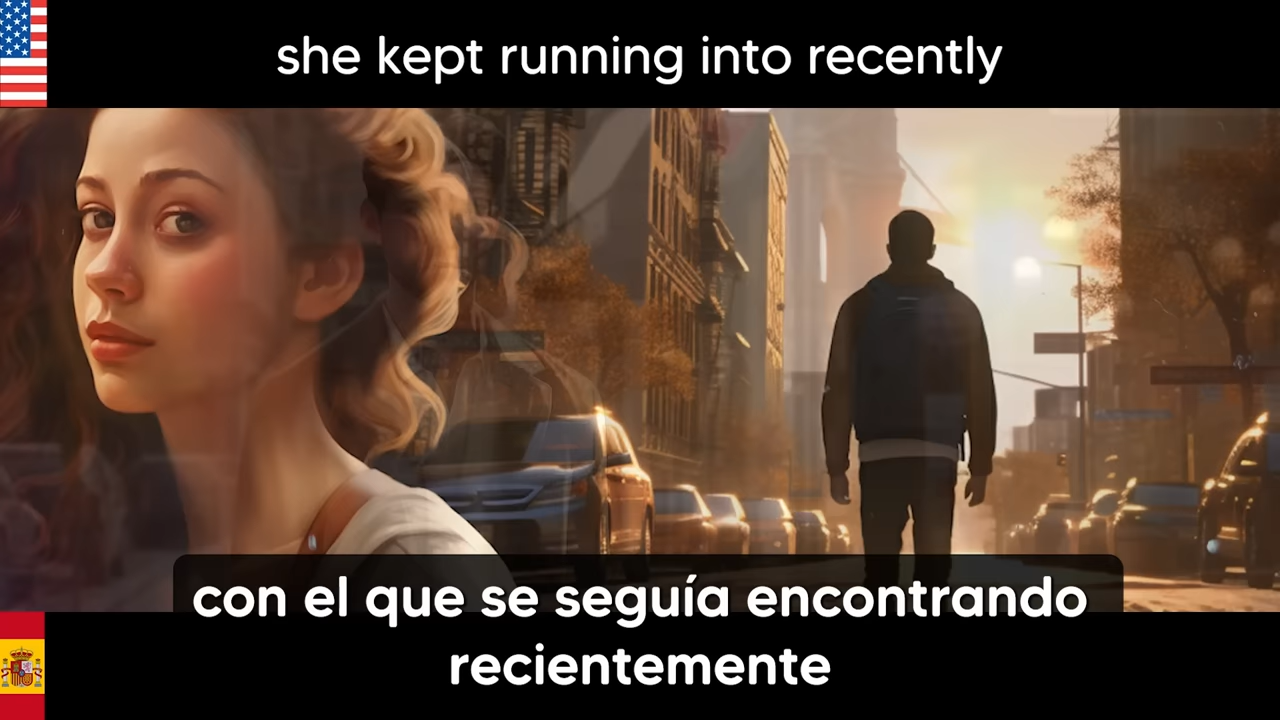 she kept running into recently
con el que se seguía encontrando
recientemente